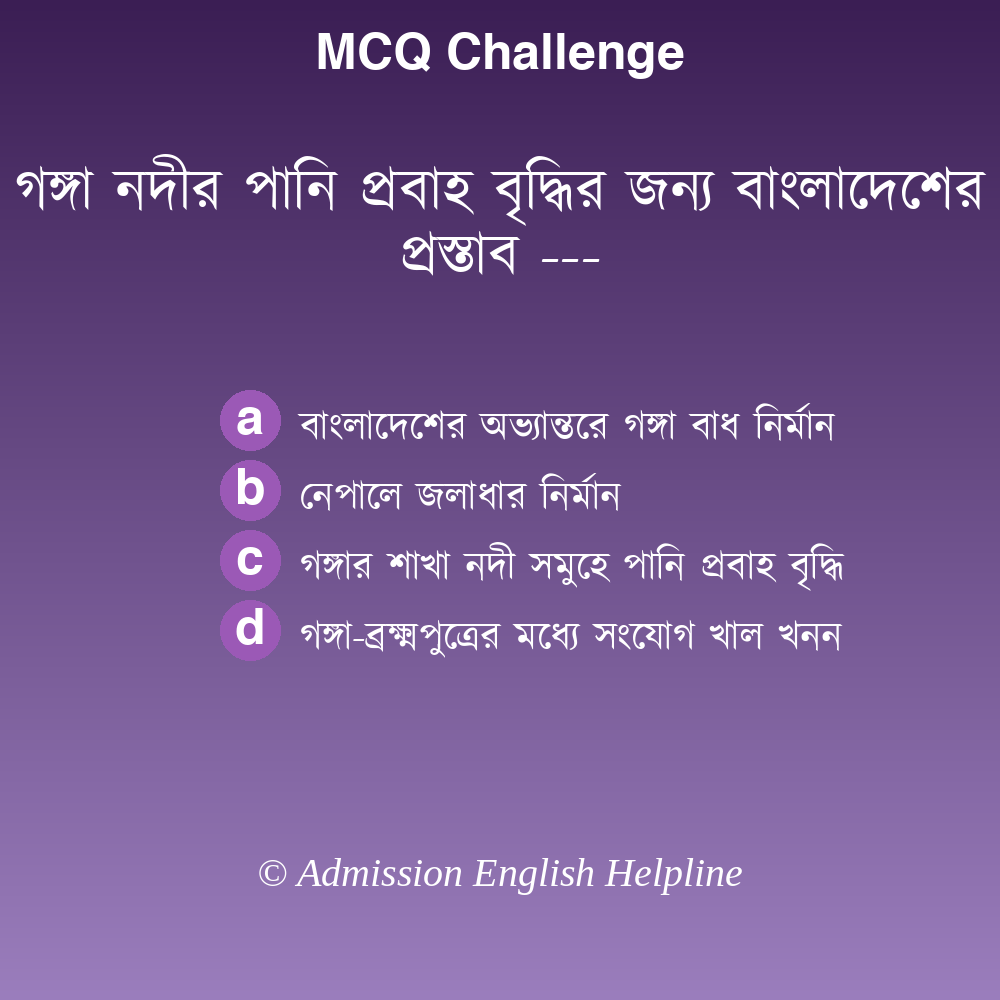 MCQ Challenge
গঙ্গা নদীর পানি প্রবাহ বৃদ্ধির জন্য বাংলাদেশের
প্রস্তাব ---
a বাংলাদেশের অভ্যান্তরে গঙ্গা বাধ নির্মান
b নেপালে জলাধার নির্মান
c গঙ্গার শাখা নদী সমুহে পানি প্রবাহ বৃদ্ধি
d গঙ্গা-ব্রক্ষ্মপুত্রের মধ্যে সংযোগ খাল খনন
© Admission English Helpline